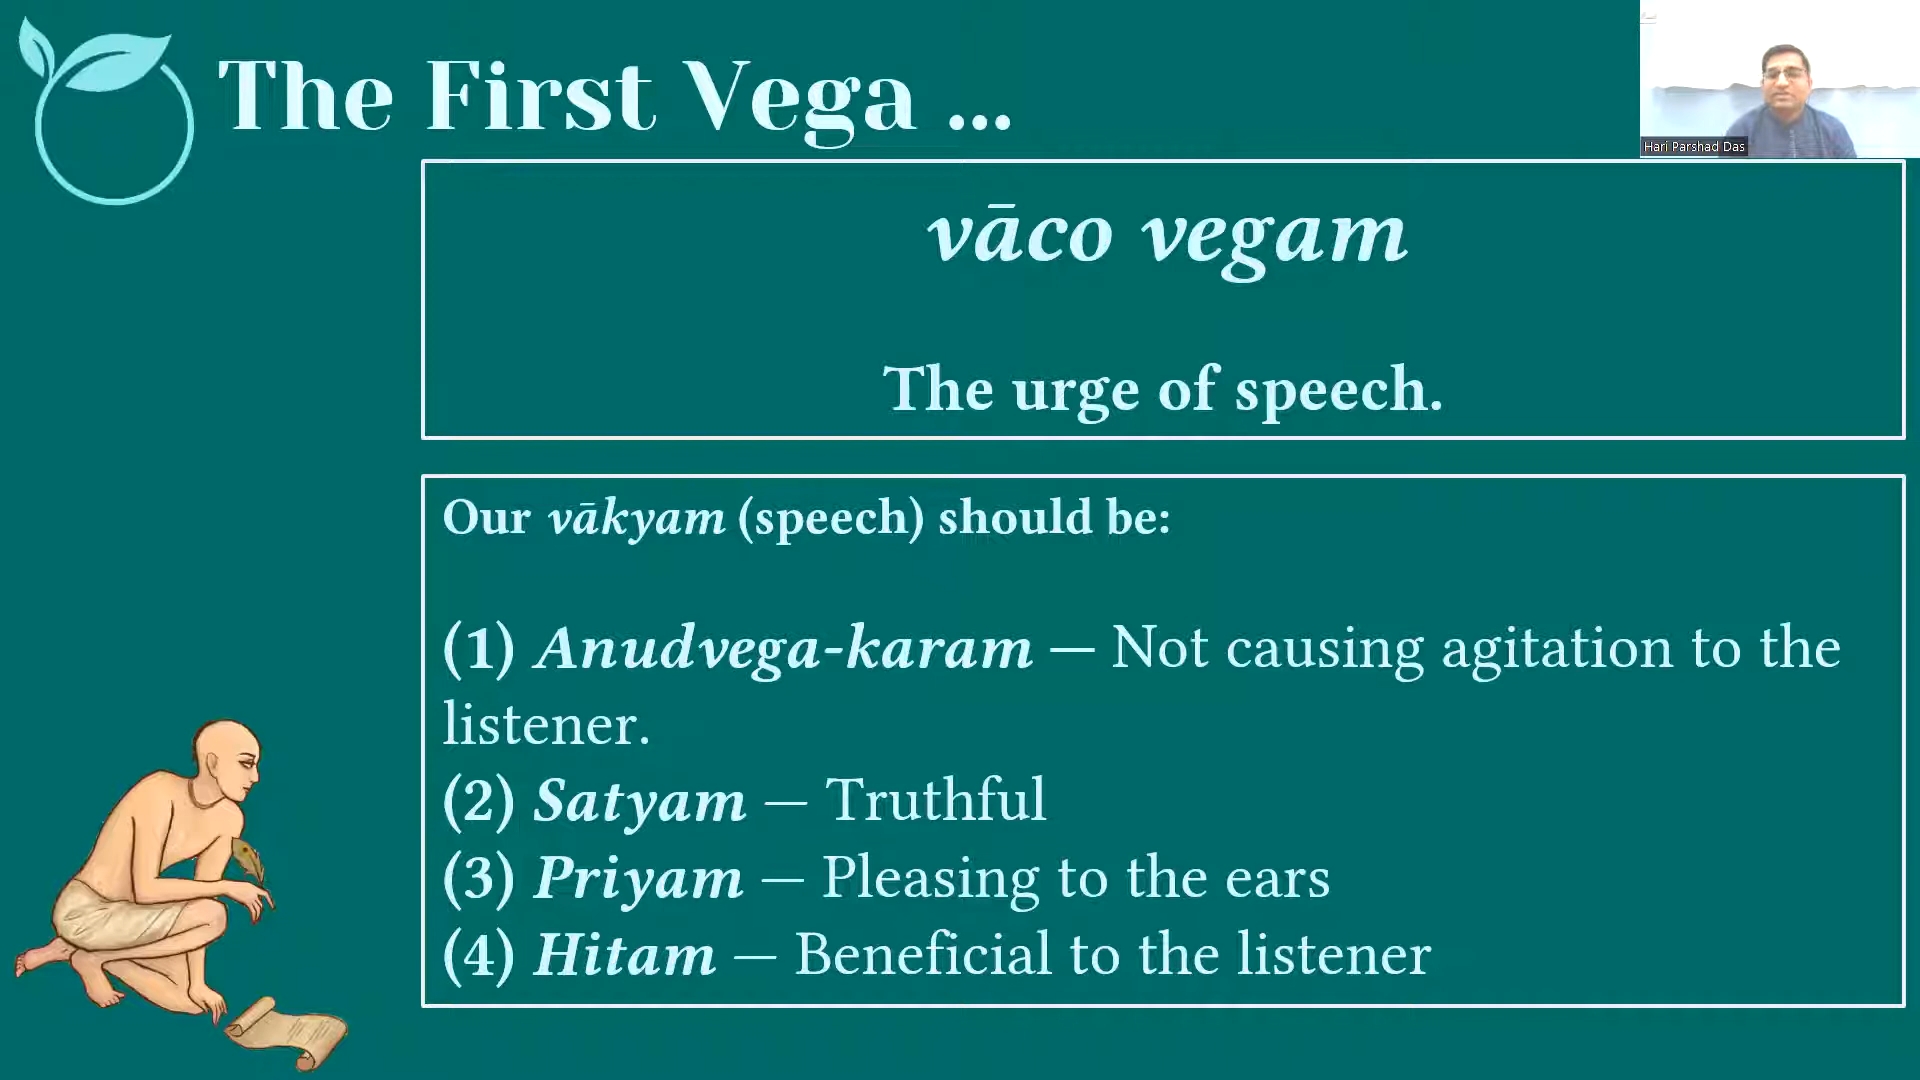 The First Vega ...
Hari Parshad Das
vāco vegam
The urge of speech.
Our vākyam (speech) should be:
(1) Anudvega-karam — Not causing agitation to the
listener.
(2) Satyam — Truthful
(3) Priyam — Pleasing to the ears
(4) Hitam — Beneficial to the listener